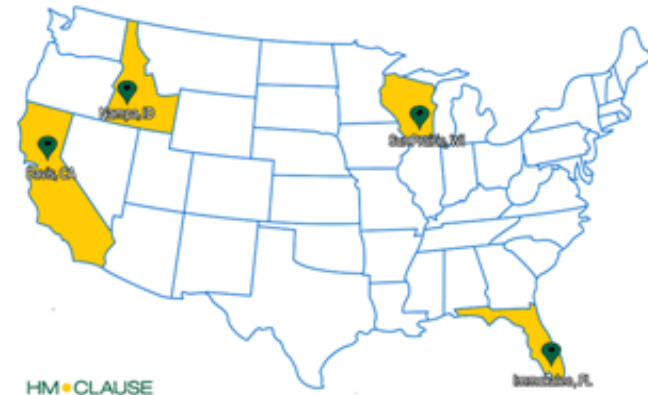 Nampa, ID
Sun Prairie, WI
Davis, CA
Immokalee, FL
HM CLAUSE